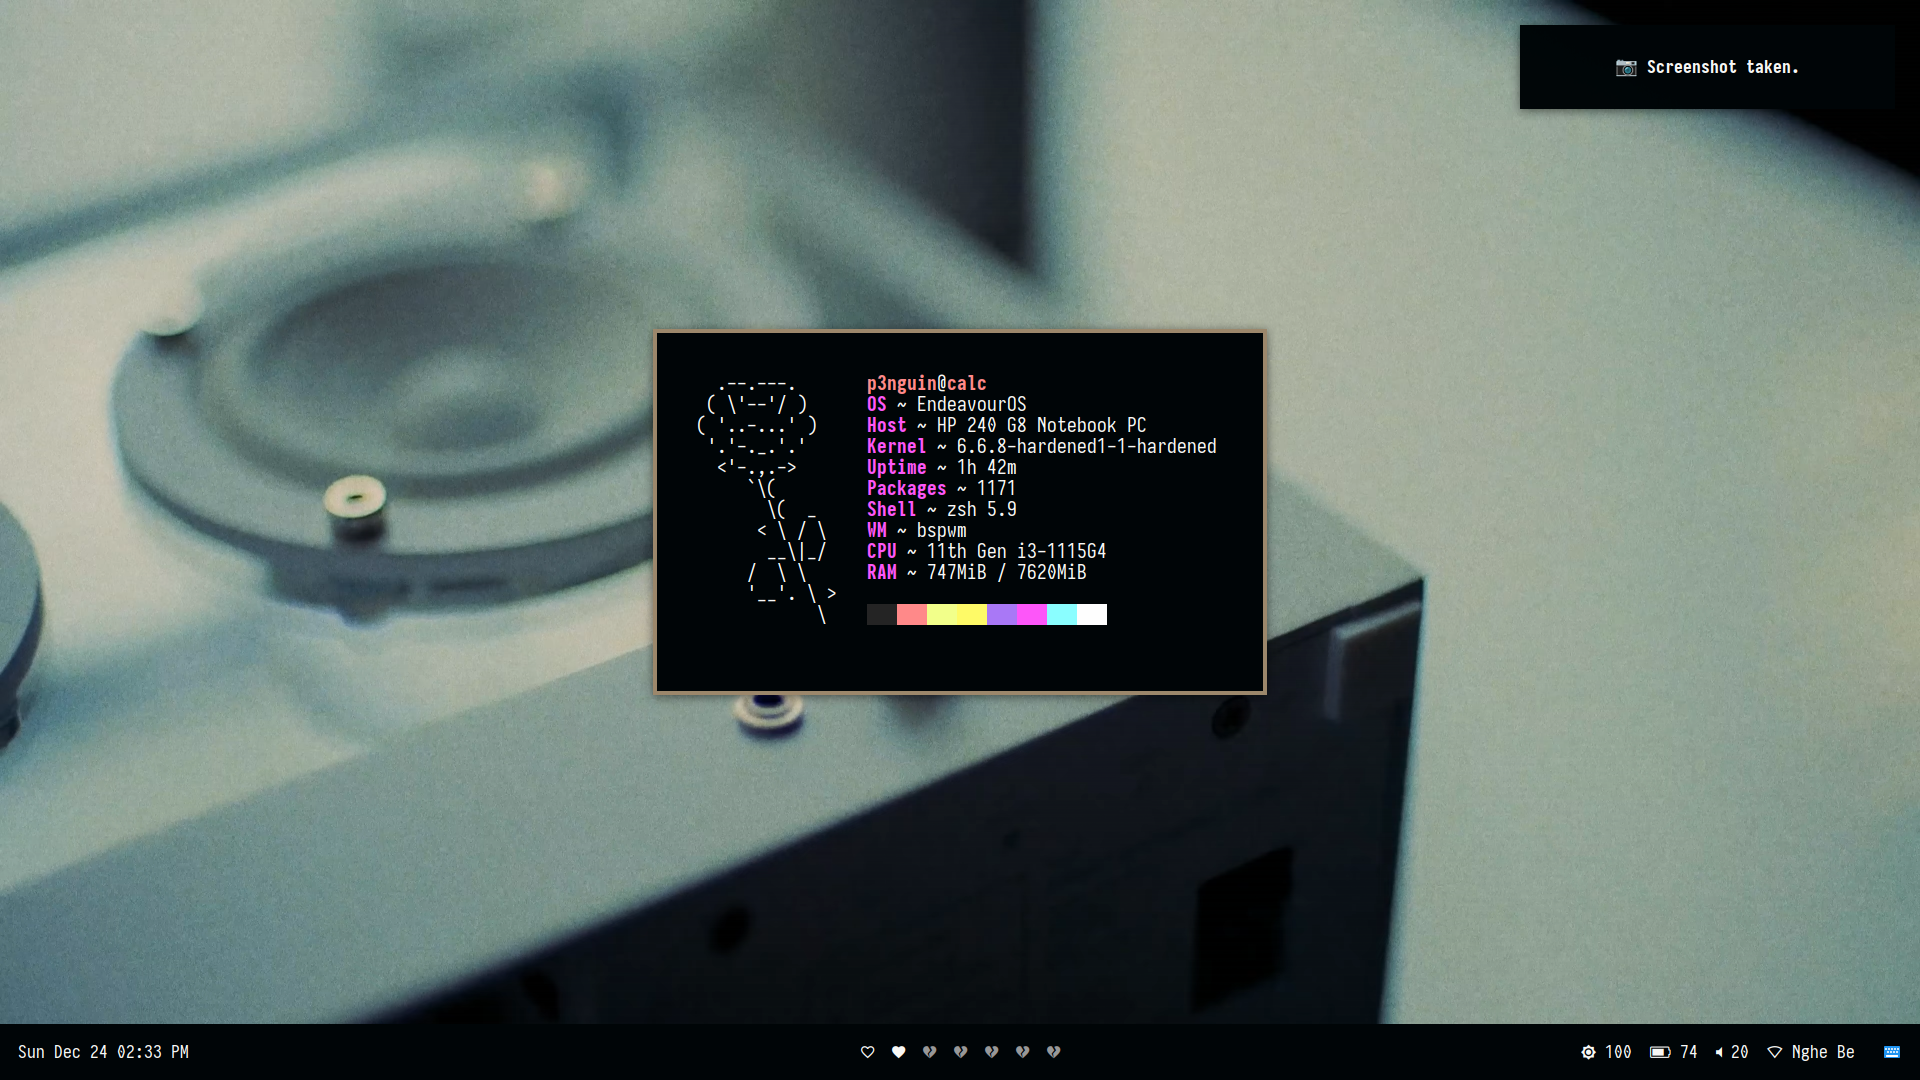 📷 Screenshot taken.
p3nguin@calc
OS ~ EndeavourOS
Host ~ HP 240 G8 Notebook PC
Kernel ~ 6.6.8-hardened1-1-hardened
Uptime ~ 1h 42m
Packages ~ 1171
Shell ~ zsh 5.9
WM ~ bspwm
CPU ~ 11th Gen i3-1115G4
RAM ~ 747MiB / 7620MiB
Sun Dec 24 02:33 PM
100 74 20 Nghe Be